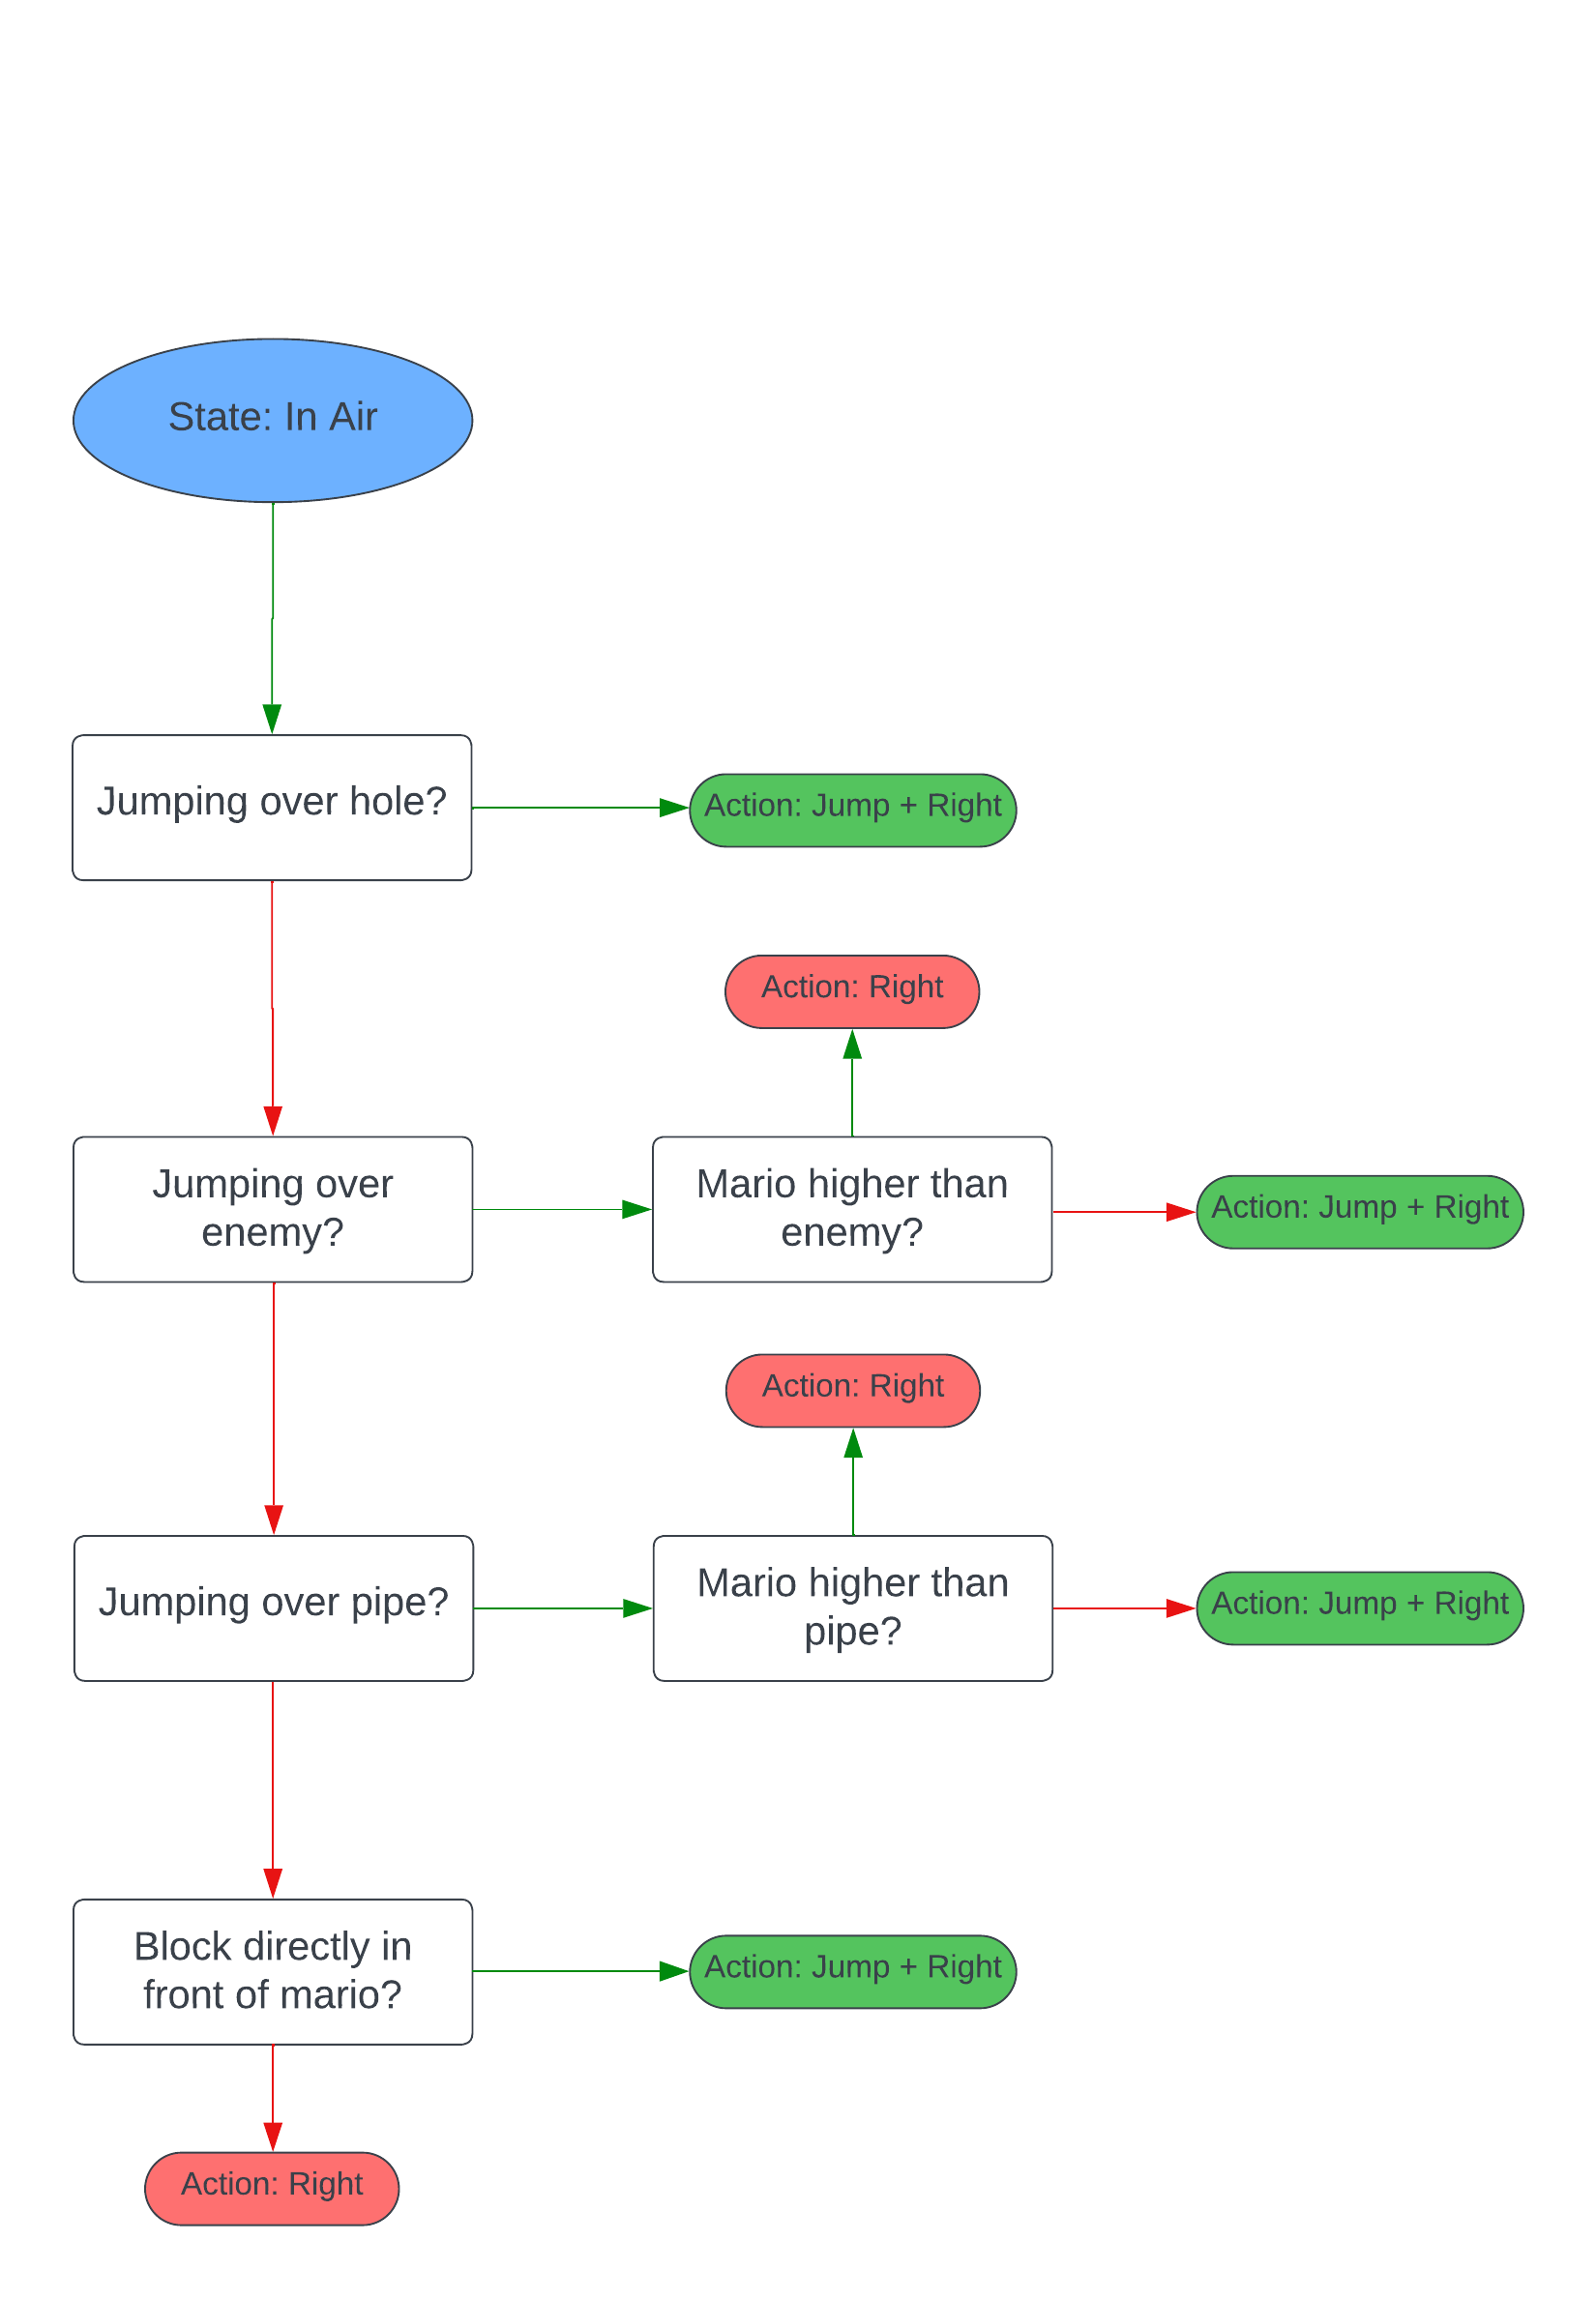 State: In Air
Jumping over hole?
Action: Jump + Right
Action: Right
Jumping over
enemy?
Mario higher than
enemy?
Action: Jump + Right
Action: Right
Jumping over pipe?
Mario higher than
pipe?
Action: Jump + Right
Block directly in
front of mario?
Action: Jump + Right
Action: Right